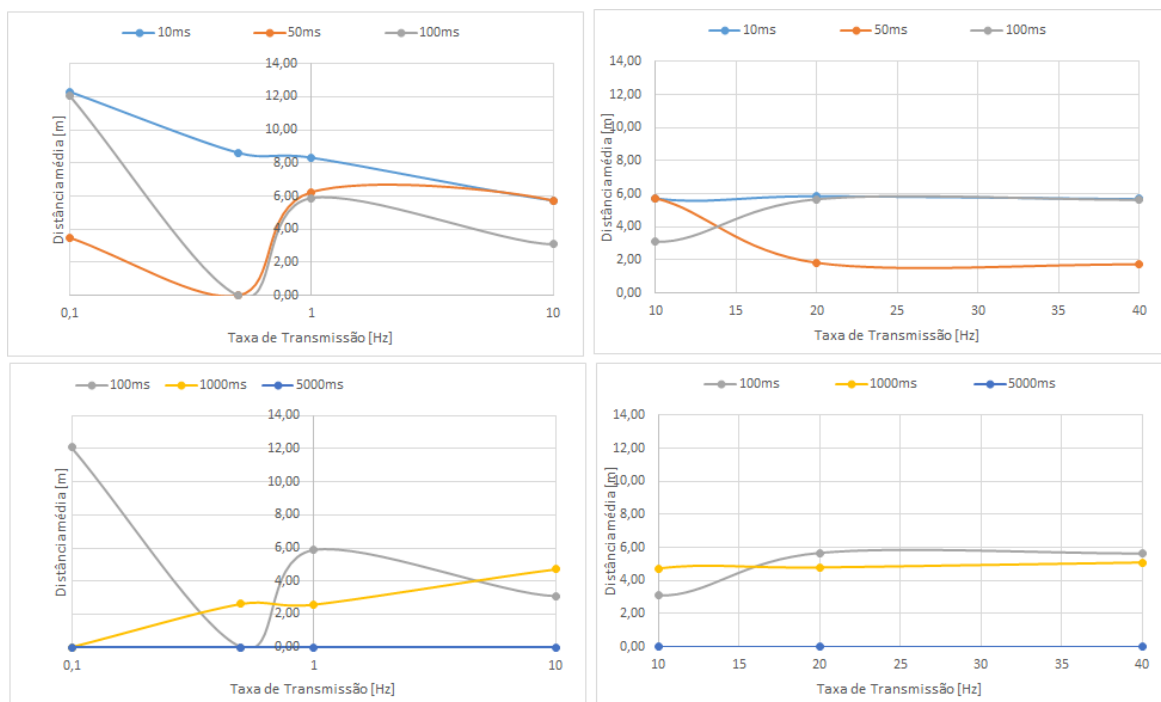 10ms 50ms 100ms
14,00
12,00
10,00
8,00
6,00
4,00
2,00
0,00
Distância média [m]
0,1 1 10
Taxa de Transmissão [Hz]
10ms 50ms 100ms
14,00
12,00
10,00
8,00
6,00
4,00
2,00
0,00
Distância média [m]
10 15 20 25 30 35 40
Taxa de Transmissão [Hz]
100ms 1000ms 5000ms
14,00
12,00
10,00
8,00
6,00
4,00
2,00
0,00
Distância média [m]
0,1 1 10
Taxa de Transmissão [Hz]
100ms 1000ms 5000ms
14,00
12,00
10,00
8,00
6,00
4,00
2,00
0,00
Distância média [m]
10 15 20 25 30 35 40
Taxa de Transmissão [Hz]